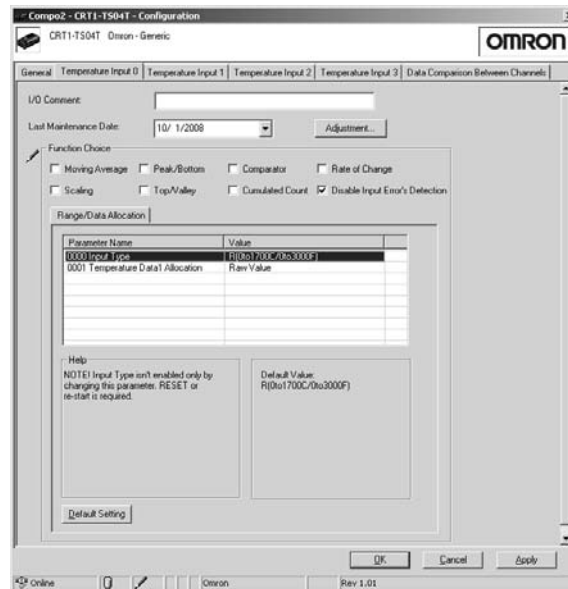 Compo2 - CRT1-TS04T - Configuration
CRT1-TS04T Omron - Generic
OMRON
General Temperature Input 0 Temperature Input 1 Temperature Input 2 Temperature Input 3 Data Comparison Between Channels
I/O Comment:
Last Maintenance Date: 10/ 1/2008 Adjustment...
Function Choice
Moving Average Peak/Bottom Comparator Rate of Change
Scaling Top/Valley Cumulated Count Disable Input Error's Detection
Range/Data Allocation
Parameter Name Value
0000 Input Type R(0to1700C/0to3000F)
0001 Temperature Data1 Allocation Raw Value
Help
NOTE! Input Type isn't enabled only by
changing this parameter. RESET or
re-start is required.
Default Value:
R(0to1700C/0to3000F)
Default Setting
OK Cancel Apply
Online Omron Rev 1.01